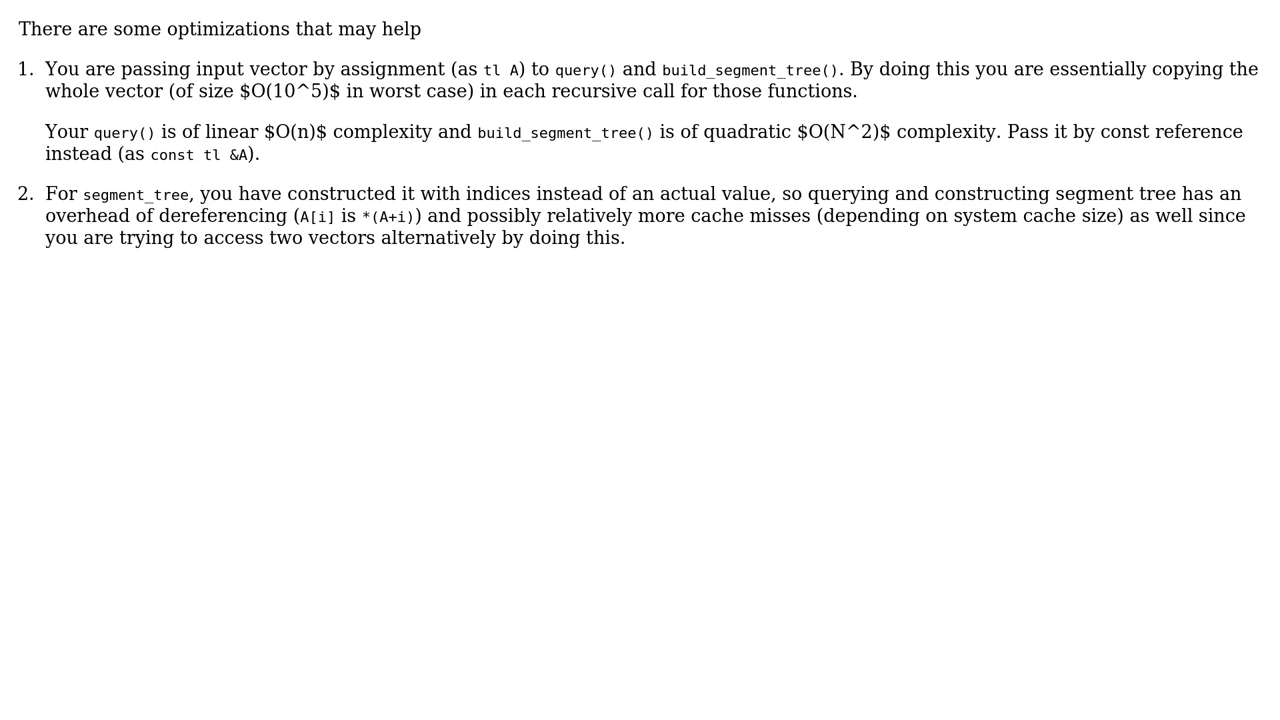 There are some optimizations that may help
1. You are passing input vector by assignment (as tl A) to query() and build_segment_tree(). By doing this you are essentially copying the
whole vector (of size $O(10^5)$ in worst case) in each recursive call for those functions.
Your query() is of linear $O(n)$ complexity and build_segment_tree() is of quadratic $O(N^2)$ complexity. Pass it by const reference
instead (as const tl &A).
2. For segment_tree, you have constructed it with indices instead of an actual value, so querying and constructing segment tree has an
overhead of dereferencing (A[i] is *(A+i)) and possibly relatively more cache misses (depending on system cache size) as well since
you are trying to access two vectors alternatively by doing this.